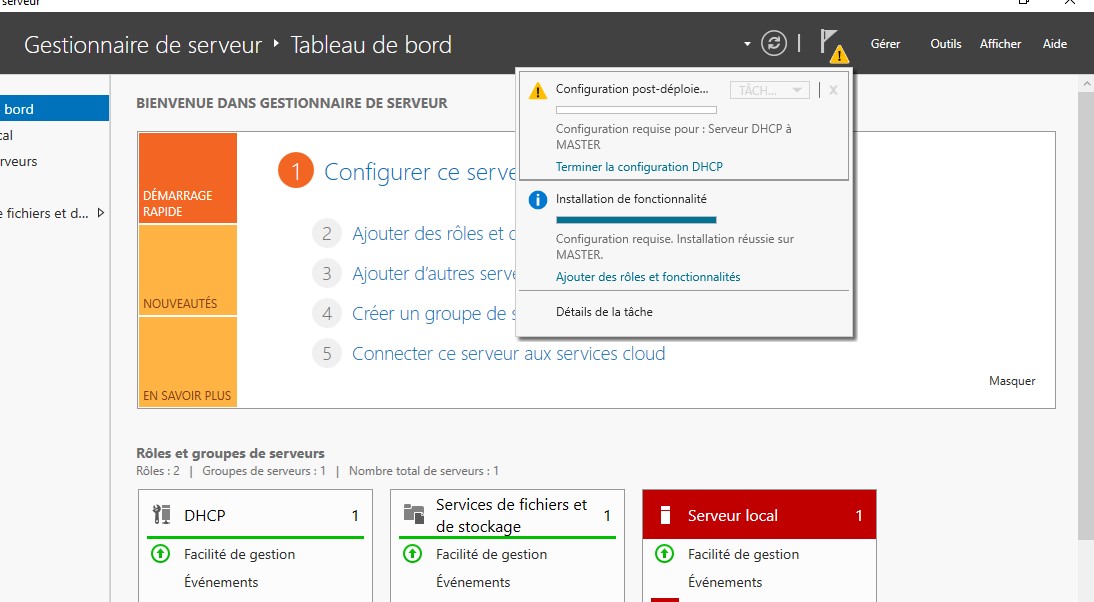 serveur
Gestionnaire de serveur ‣ Tableau de bord
Gérer Outils Afficher Aide
bord
cal
rveurs
e fichiers et d...
BIENVENUE DANS GESTIONNAIRE DE SERVEUR
DÉMARRAGE
RAPIDE
NOUVEAUTÉS
EN SAVOIR PLUS
1 Configurer ce serve
2 Ajouter des rôles et
3 Ajouter d'autres serve
4 Créer un groupe de s
5 Connecter ce serveur aux services cloud
Masquer
Configuration post-déploie... TÂCH... X
Configuration requise pour : Serveur DHCP à
MASTER
Terminer la configuration DHCP
Installation de fonctionnalité
Configuration requise. Installation réussie sur
MASTER.
Ajouter des rôles et fonctionnalités
Détails de la tâche
Rôles et groupes de serveurs
Rôles : 2 | Groupes de serveurs : 1 | Nombre total de serveurs : 1
DHCP 1
Facilité de gestion
Événements
Services de fichiers et
de stockage 1
Facilité de gestion
Événements
Serveur local 1
Facilité de gestion
Événements